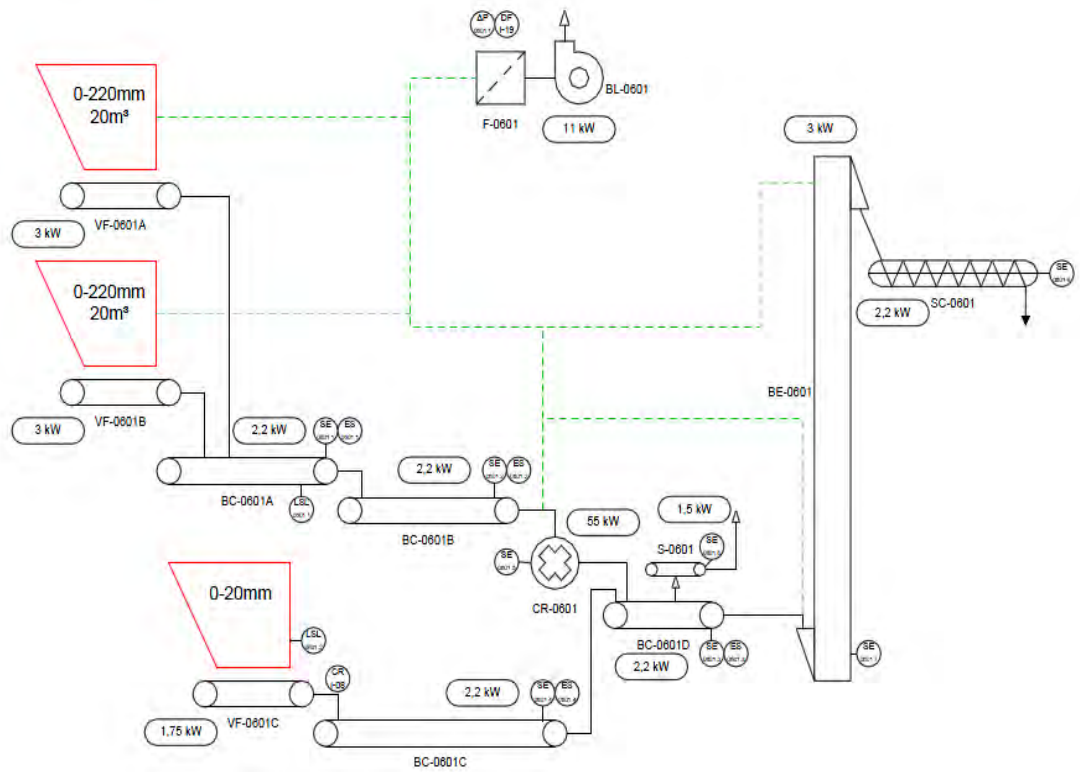 ΔP
DF
I-19
BL-0601
F-0601
11 kW
0-220mm
20m³
VF-0601A
3 kW
3 kW
0-220mm
20m³
VF-0601B
3 kW
SE
SC-0601
2,2 kW
BE-0601
2,2 kW
SE
ES
BC-0601A
LSL
2,2 kW
SE
ES
BC-0601B
55 kW
1,5 kW
S-0601
SE
SE
CR-0601
0-20mm
LSL
BC-0601D
SE
ES
2,2 kW
SE
CR
I-08
VF-0601C
1,75 kW
2,2 kW
SE
ES
BC-0601C